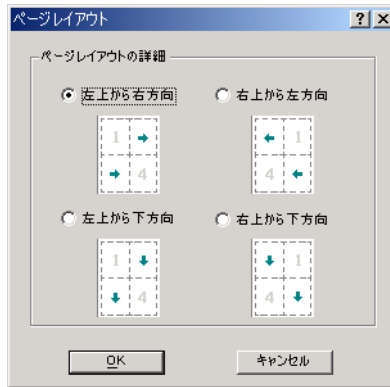 ページレイアウト
ページレイアウトの詳細
左上から右方向
右上から左方向
1
4
1
4
左上から下方向
右上から下方向
1
4
1
4
OK
キャンセル